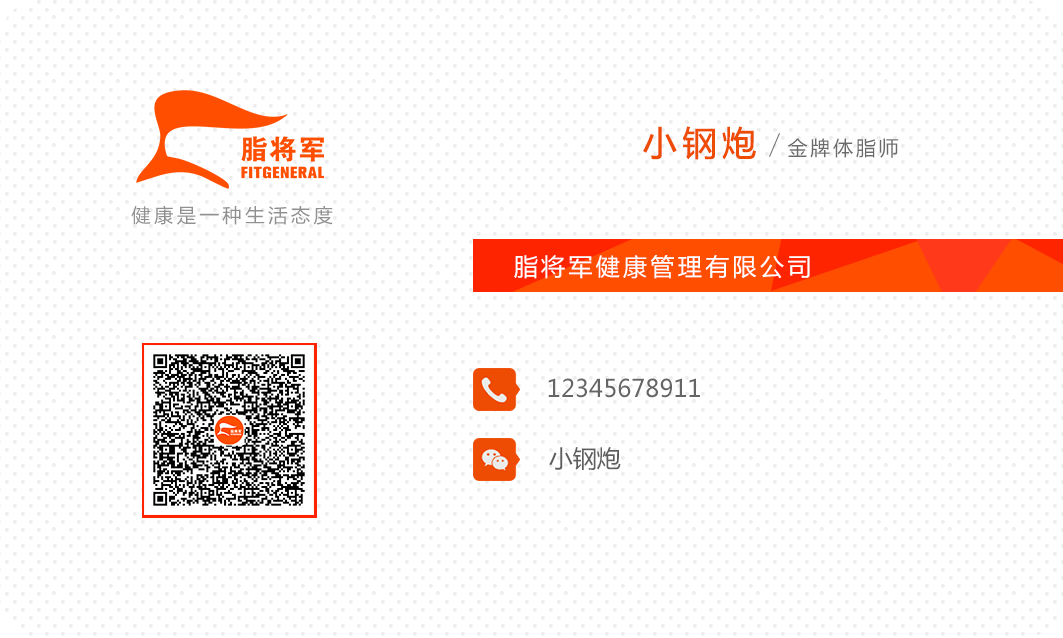 脂将军
FITGENERAL
健康是一种生活态度
小钢炮 / 金牌体脂师
脂将军健康管理有限公司
12345678911
小钢炮